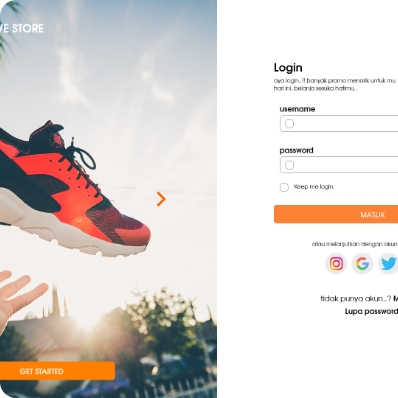 VE STORE
Login
ayo login..!! banyak promo menarik untuk mu
hari ini, belanja sesuka hatimu..
username
password
Keep me login.
MASUK
atau melanjutkan dengan akun
tidak punya akun..? M
Lupa password
GET STARTED